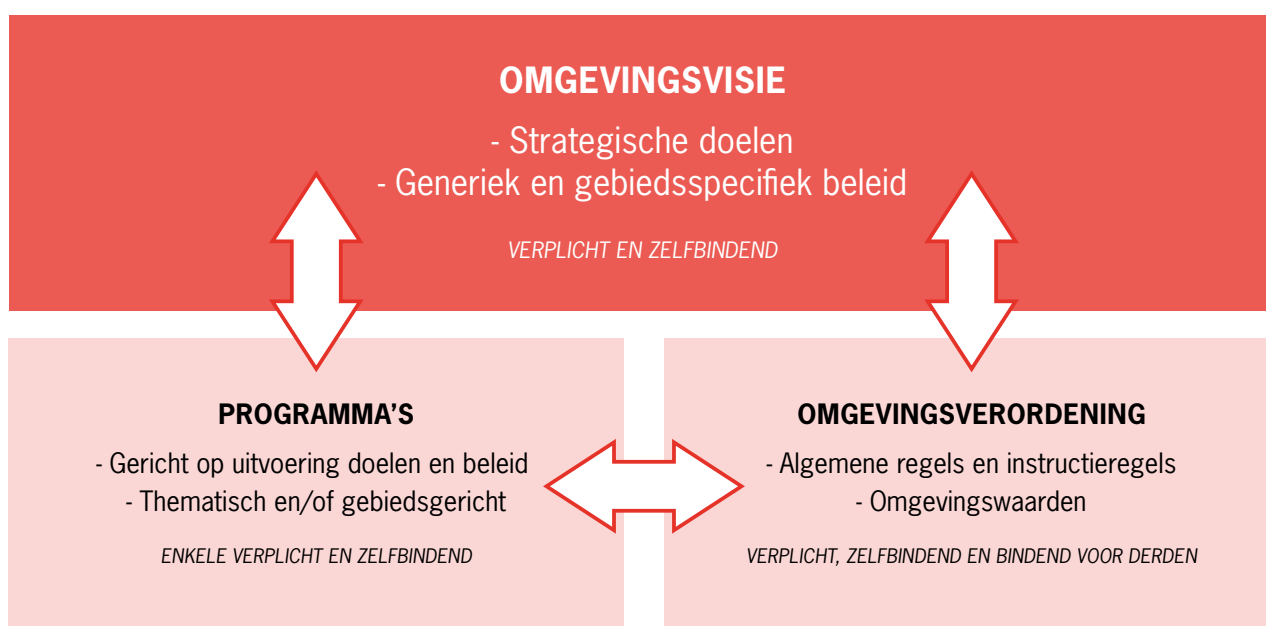 OMGEVINGSVISIE
- Strategische doelen
- Generiek en gebiedsspecifiek beleid
VERPLICHT EN ZELFBINDEND
PROGRAMMA'S
- Gericht op uitvoering doelen en beleid
- Thematisch en/of gebiedsgericht
ENKELE VERPLICHT EN ZELFBINDEND
OMGEVINGSVERORDENING
- Algemene regels en instructieregels
- Omgevingswaarden
VERPLICHT, ZELFBINDEND EN BINDEND VOOR DERDEN